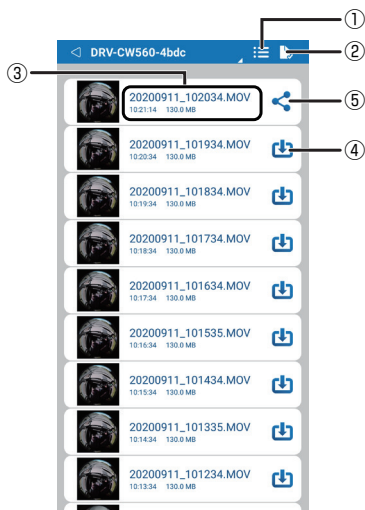 ①
②
DRV-CW560-4bdc
③
20200911_102034.MOV
10:21:14 130.0 MB
⑤
20200911_101934.MOV
10:20:34 130.0 MB
④
20200911_101834.MOV
10:19:34 130.0 MB
20200911_101734.MOV
10:18:34 130.0 MB
20200911_101634.MOV
10:17:34 130.0 MB
20200911_101535.MOV
10:16:34 130.0 MB
20200911_101434.MOV
10:15:34 130.0 MB
20200911_101335.MOV
10:14:34 130.0 MB
20200911_101234.MOV
10:13:34 130.0 MB